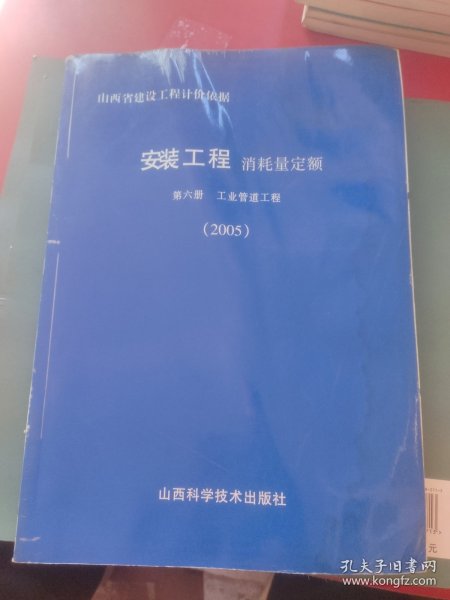 山西省建设工程计价依据
安装工程 消耗量定额
第六册 工业管道工程
(2005)
山西科学技术出版社
元
孔夫子旧书网
www.kongfz.com